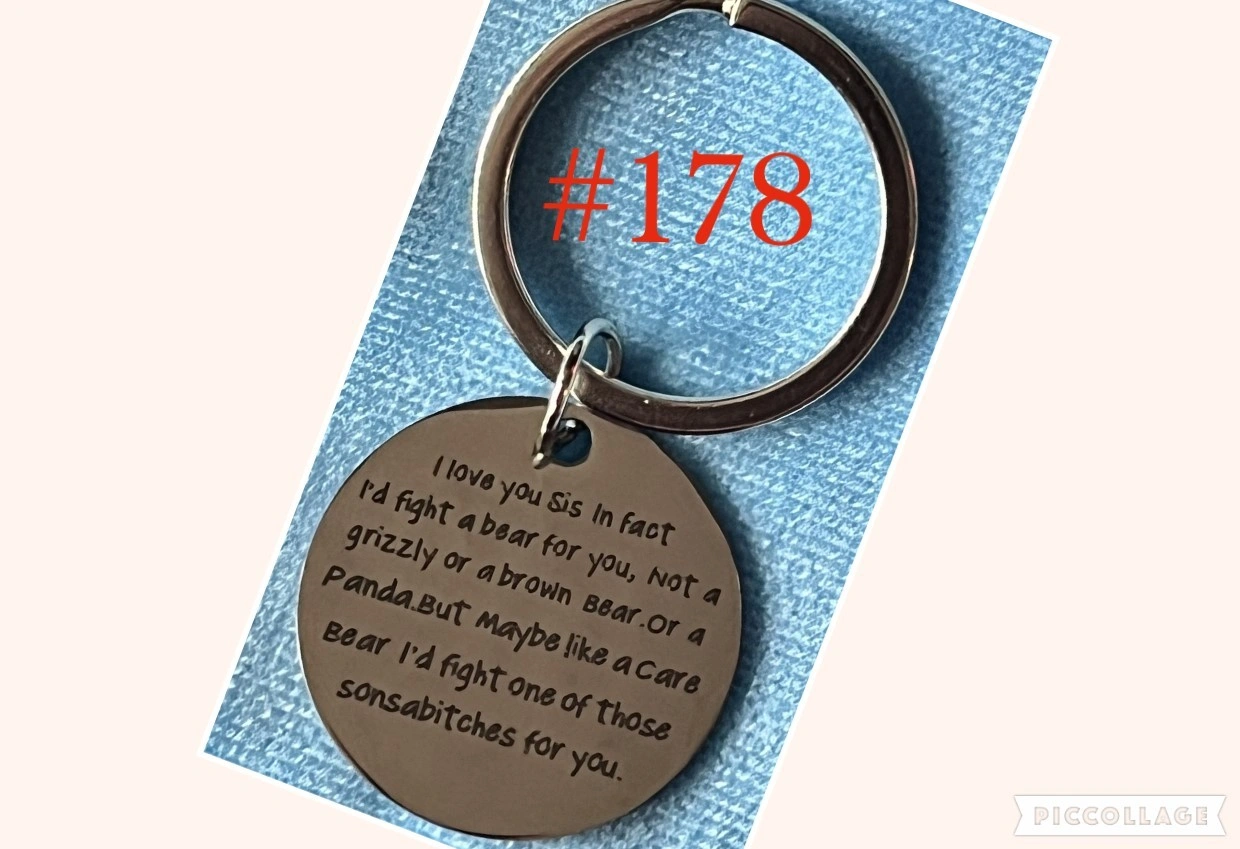 #178
I love you Sis In fact
I'd fight a bear for you, Not a
grizzly or a brown Bear.Or a
Panda.But Maybe like a Care
Bear I'd fight one of those
sonsabitches for you.
PICCOLLAGE